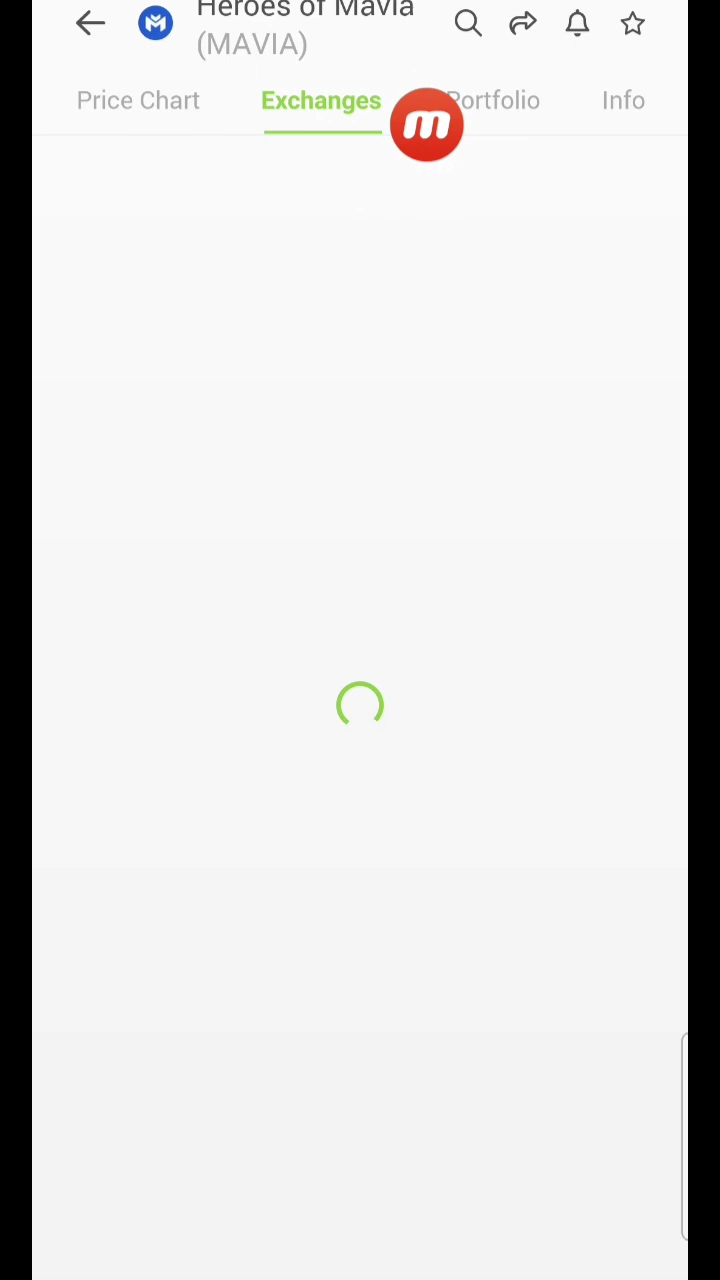 Heroes of Mavia
(MAVIA)
Price Chart
Exchanges
Portfolio
Info